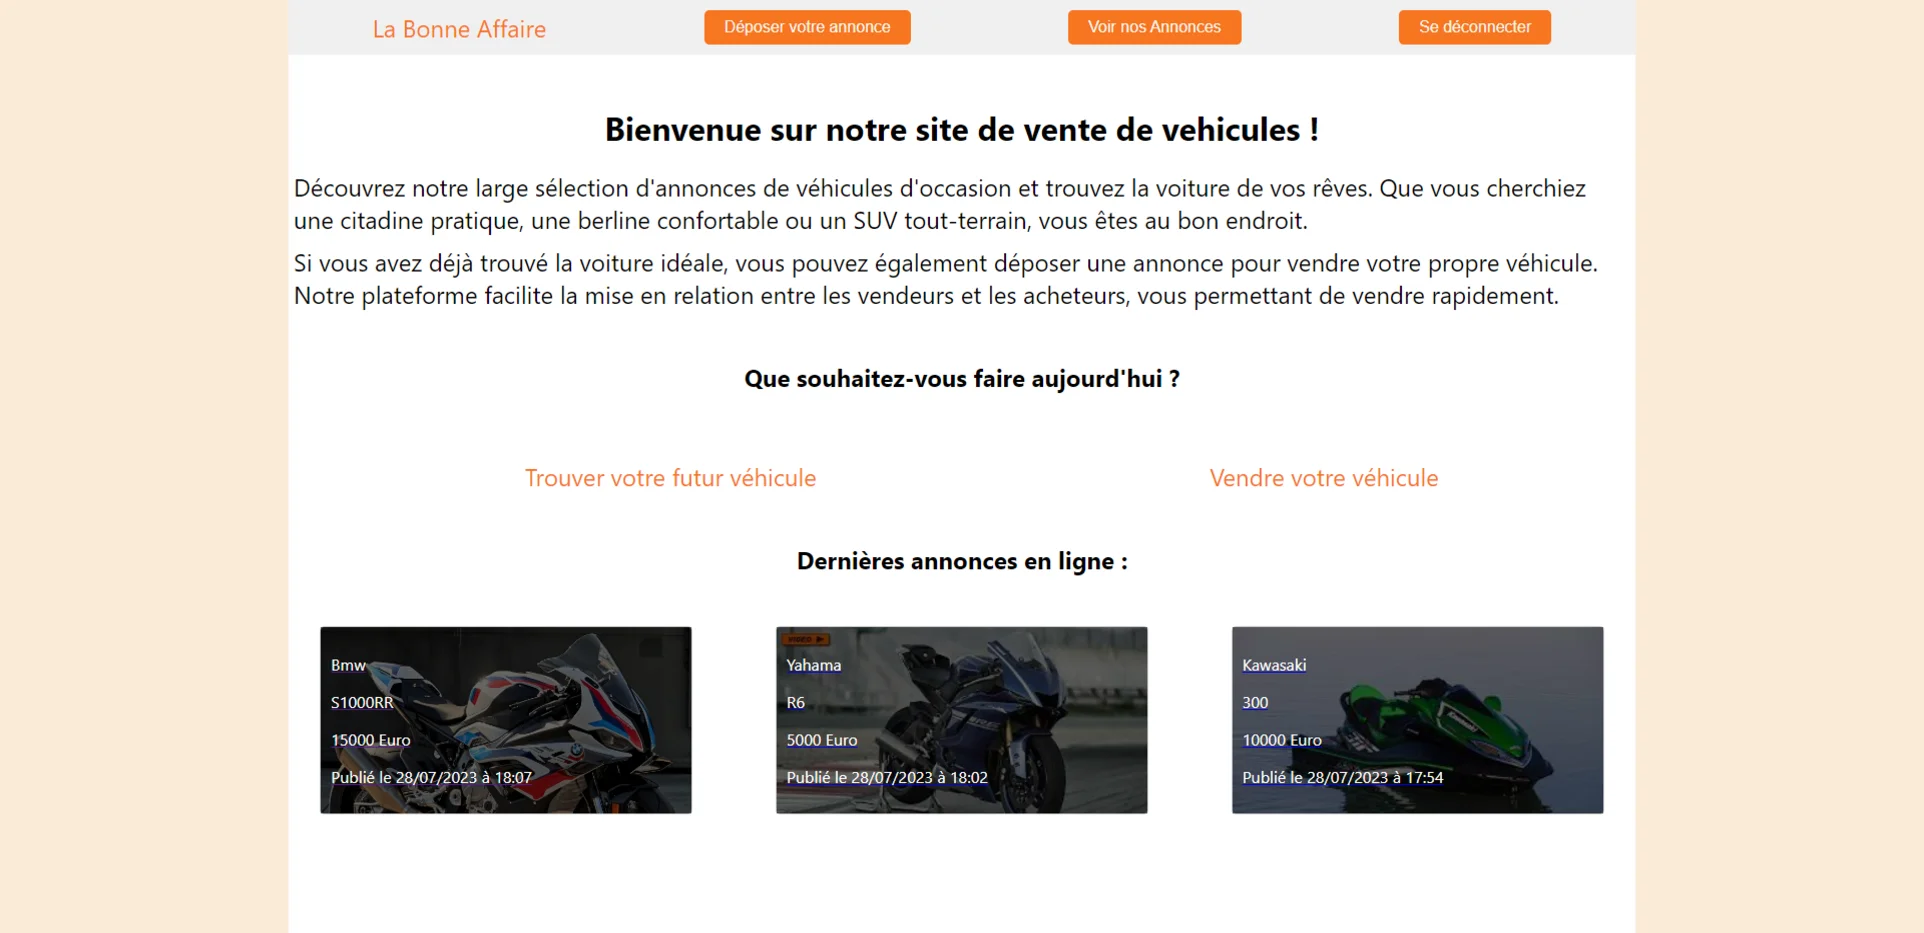 La Bonne Affaire
Déposer votre annonce
Voir nos Annonces
Se déconnecter
Bienvenue sur notre site de vente de vehicules !
Découvrez notre large sélection d'annonces de véhicules d'occasion et trouvez la voiture de vos rêves. Que vous cherchiez
une citadine pratique, une berline confortable ou un SUV tout-terrain, vous êtes au bon endroit.
Si vous avez déjà trouvé la voiture idéale, vous pouvez également déposer une annonce pour vendre votre propre véhicule.
Notre plateforme facilite la mise en relation entre les vendeurs et les acheteurs, vous permettant de vendre rapidement.
Que souhaitez-vous faire aujourd'hui ?
Trouver votre futur véhicule
Vendre votre véhicule
Dernières annonces en ligne :
Bmw
S1000RR
15000 Euro
Publié le 28/07/2023 à 18:07
VIDEO
Yahama
R6
5000 Euro
Publié le 28/07/2023 à 18:02
Kawasaki
300
10000 Euro
Publié le 28/07/2023 à 17:54